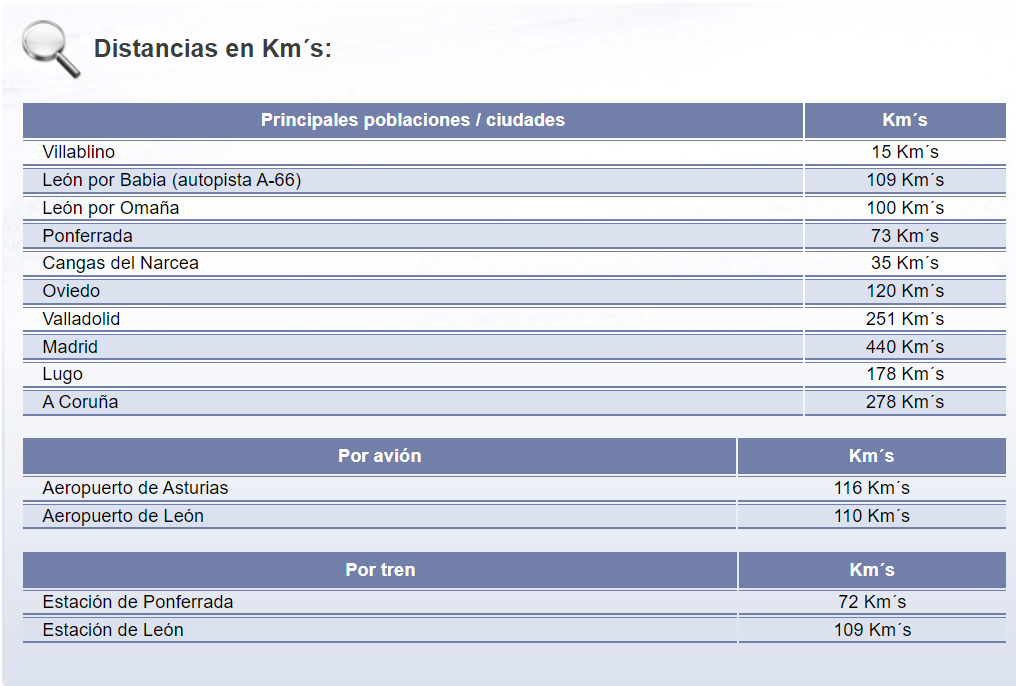 Distancias en Km´s:
Principales poblaciones / ciudades Km´s
Villablino 15 Km´s
León por Babia (autopista A-66) 109 Km´s
León por Omaña 100 Km´s
Ponferrada 73 Km´s
Cangas del Narcea 35 Km´s
Oviedo 120 Km´s
Valladolid 251 Km´s
Madrid 440 Km´s
Lugo 178 Km´s
A Coruña 278 Km´s
Por avión Km´s
Aeropuerto de Asturias 116 Km´s
Aeropuerto de León 110 Km´s
Por tren Km´s
Estación de Ponferrada 72 Km´s
Estación de León 109 Km´s